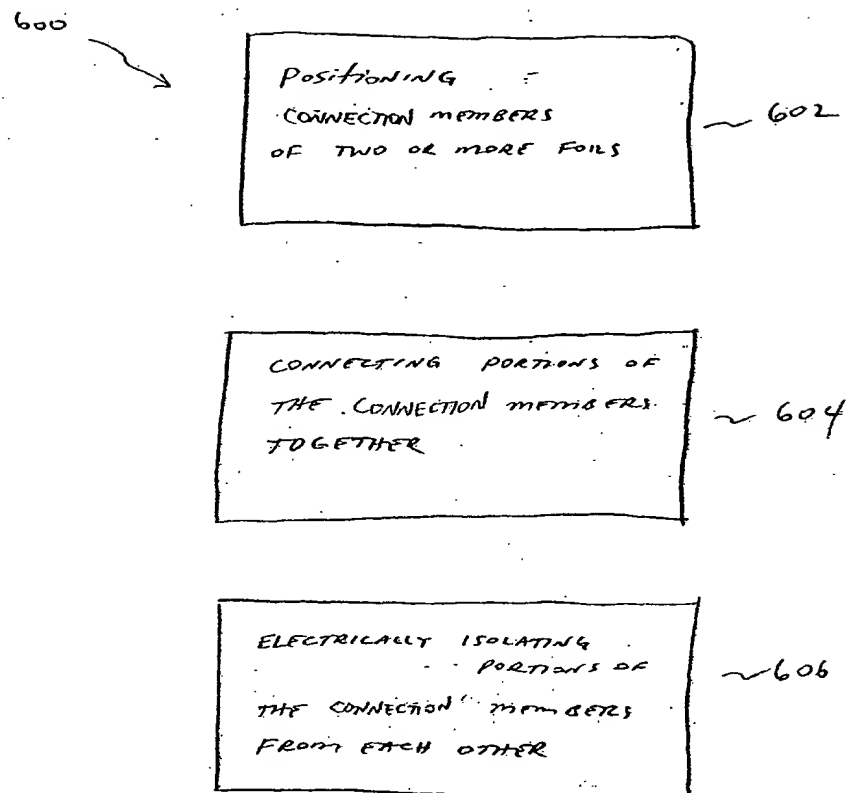 600
Positioning
CONNECTION MEMBERS
OF TWO OR MORE FOILS
602
CONNECTING PORTIONS OF
THE CONNECTION MEMBERS
TOGETHER
604
ELECTRICALLY ISOLATING
PORTIONS OF
THE CONNECTION MEMBERS
FROM EACH OTHER
606